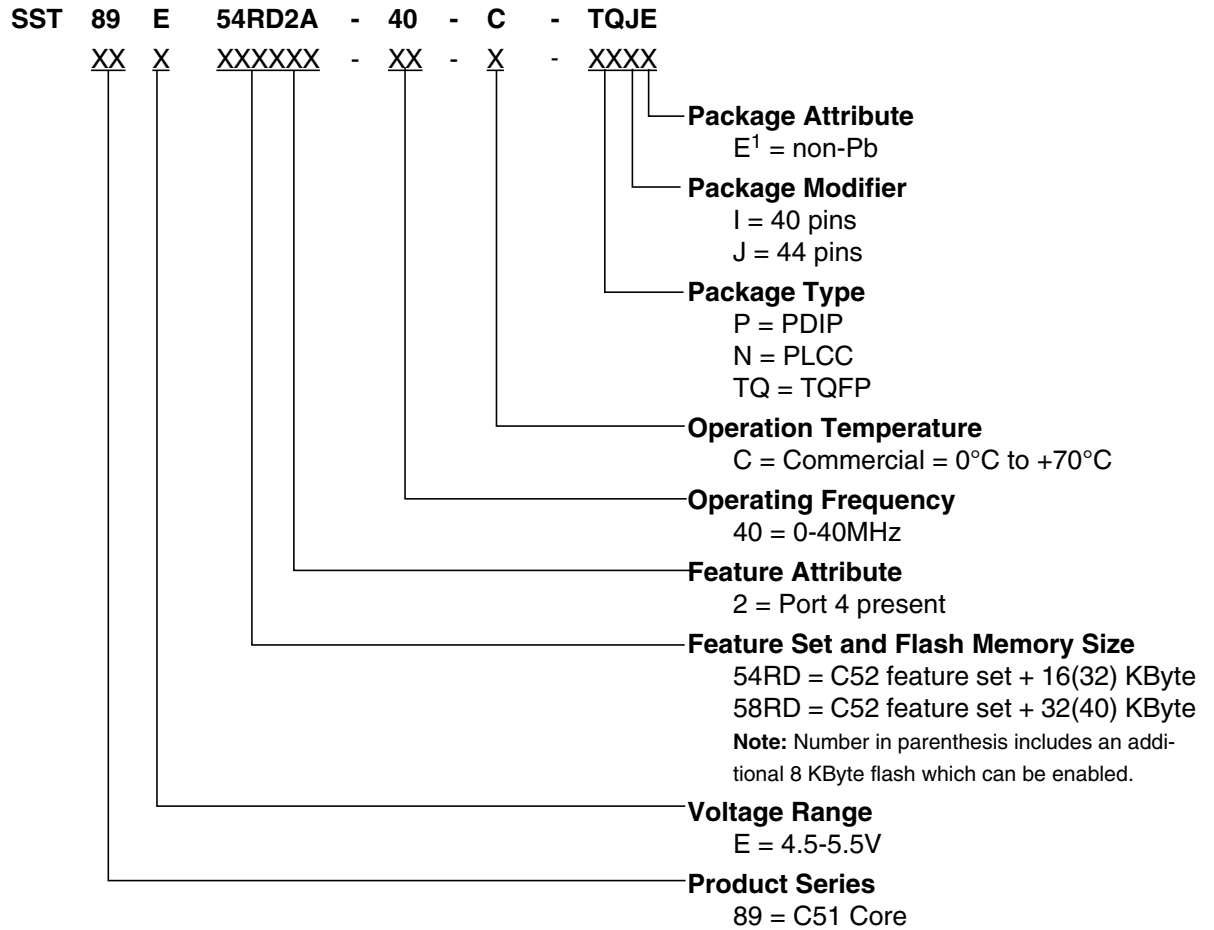 SST 89 E 54RD2A - 40 - C - TQJE
XX X XXXXXX - XX - X - XXXX
Package Attribute
E1 = non-Pb
Package Modifier
I = 40 pins
J = 44 pins
Package Type
P = PDIP
N = PLCC
TQ = TQFP
Operation Temperature
C = Commercial = 0°C to +70°C
Operating Frequency
40 = 0-40MHz
Feature Attribute
2 = Port 4 present
Feature Set and Flash Memory Size
54RD = C52 feature set + 16(32) KByte
58RD = C52 feature set + 32(40) KByte
Note: Number in parenthesis includes an addi-
tional 8 KByte flash which can be enabled.
Voltage Range
E = 4.5-5.5V
Product Series
89 = C51 Core